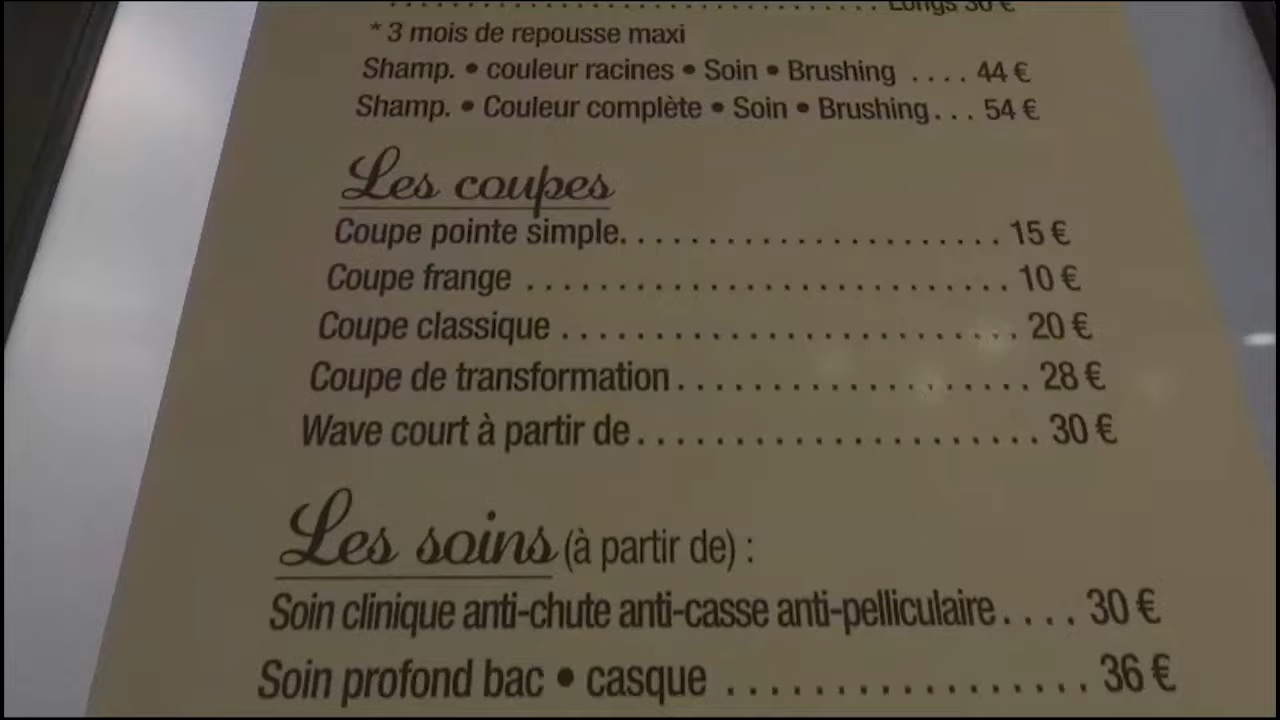 Longs 30 €
* 3 mois de repousse maxi
Shamp. • couleur racines • Soin • Brushing .... 44 €
Shamp. • Couleur complète • Soin • Brushing... 54 €
Les coupes
Coupe pointe simple...................... 15 €
Coupe frange ............................ 10 €
Coupe classique ......................... 20 €
Coupe de transformation.................. 28 €
Wave court à partir de.................... 30 €
Les soins (à partir de) :
Soin clinique anti-chute anti-casse anti-pelliculaire.... 30 €
Soin profond bac • casque ................. 36 €